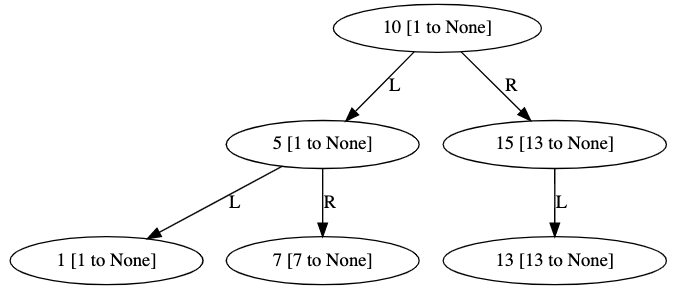 10 [1 to None]
L
R
5 [1 to None]
15 [13 to None]
L
R
L
1 [1 to None]
7 [7 to None]
13 [13 to None]